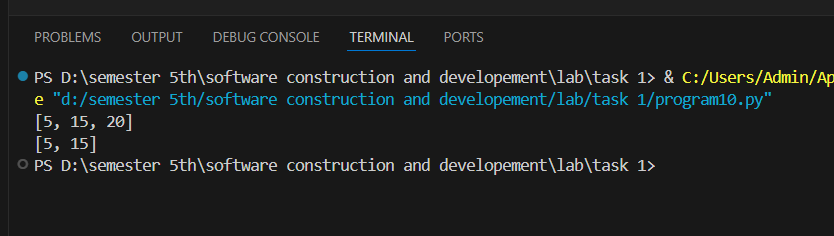 PROBLEMS OUTPUT DEBUG CONSOLE TERMINAL PORTS
PS D:\semester 5th\software construction and developement\lab\task 1> & C:/Users/Admin/Ap
e "d:/semester 5th/software construction and developement/lab/task 1/program10.py"
[5, 15, 20]
[5, 15]
PS D:\semester 5th\software construction and developement\lab\task 1>